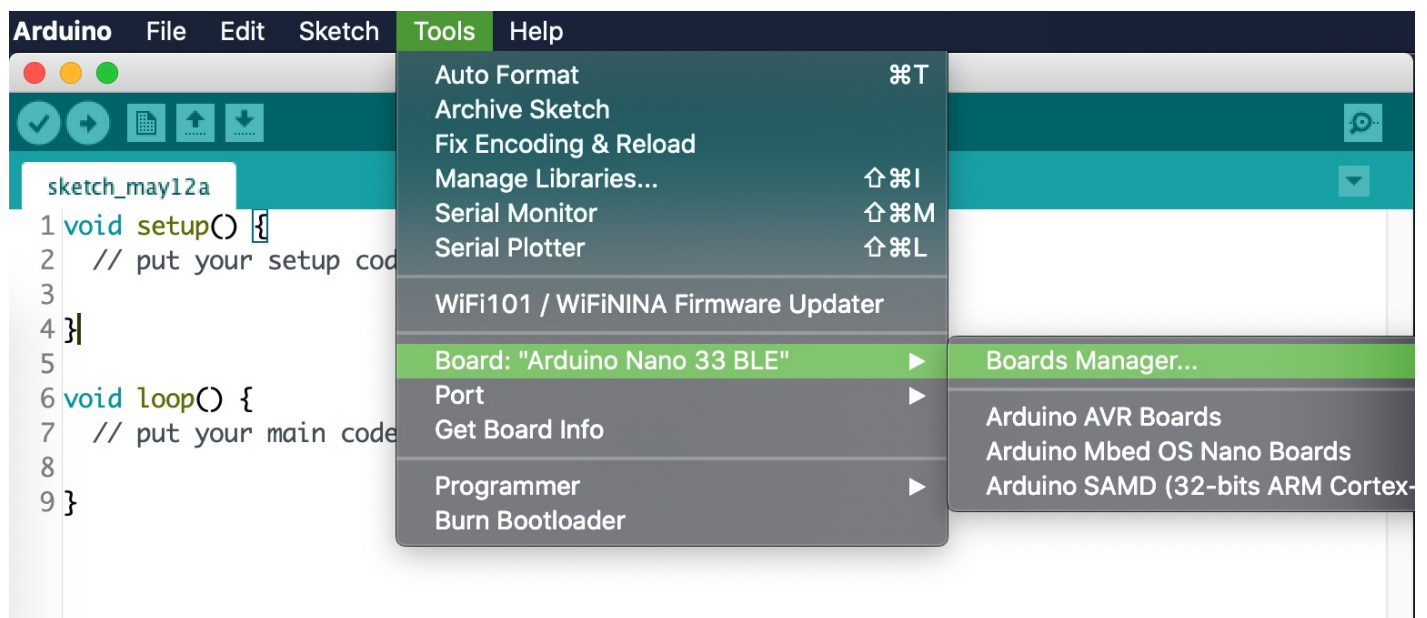 Arduino File Edit Sketch Tools Help
Auto Format ⌘T
Archive Sketch
Fix Encoding & Reload
Manage Libraries... ⇧⌘I
Serial Monitor ⇧⌘M
Serial Plotter ⇧⌘L
WiFi101 / WiFiNINA Firmware Updater
Board: "Arduino Nano 33 BLE"
Port
Get Board Info
Programmer
Burn Bootloader
Boards Manager...
Arduino AVR Boards
Arduino Mbed OS Nano Boards
Arduino SAMD (32-bits ARM Cortex-
sketch_may12a
1 void setup() {
2 // put your setup cod
3
4 }
5
6 void loop() {
7 // put your main code
8
9 }